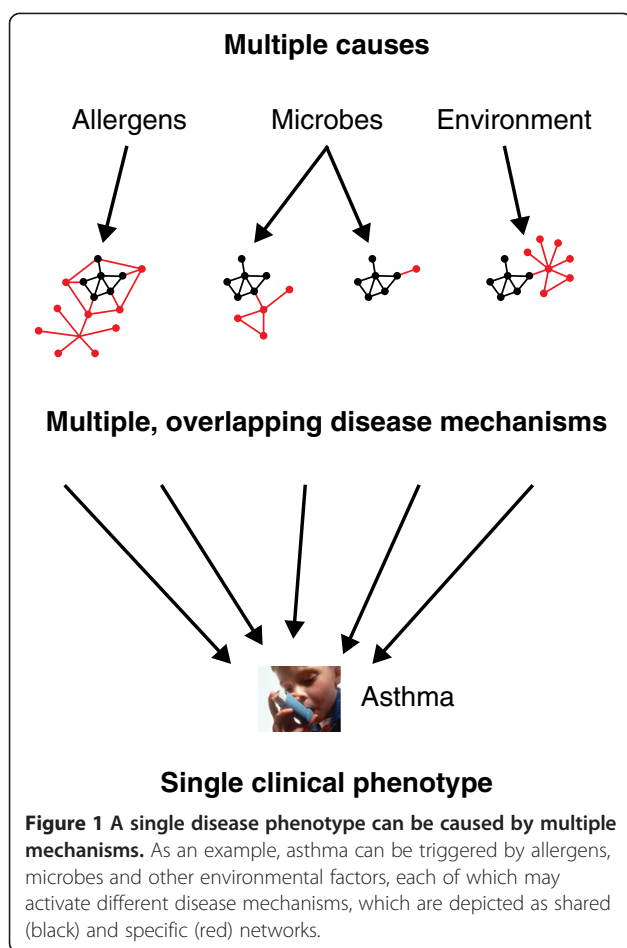 Multiple causes
Allergens Microbes Environment
Multiple, overlapping disease mechanisms
Asthma
Single clinical phenotype
Figure 1 A single disease phenotype can be caused by multiple
mechanisms. As an example, asthma can be triggered by allergens,
microbes and other environmental factors, each of which may
activate different disease mechanisms, which are depicted as shared
(black) and specific (red) networks.